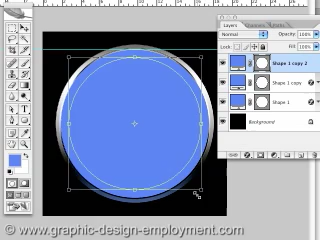 Layers
Normal
Opacity: 100%
Lock:
Fill: 100%
Shape 1 copy 2
Shape 1 copy
Shape 1
Background
© www.graphic-design-employment.com